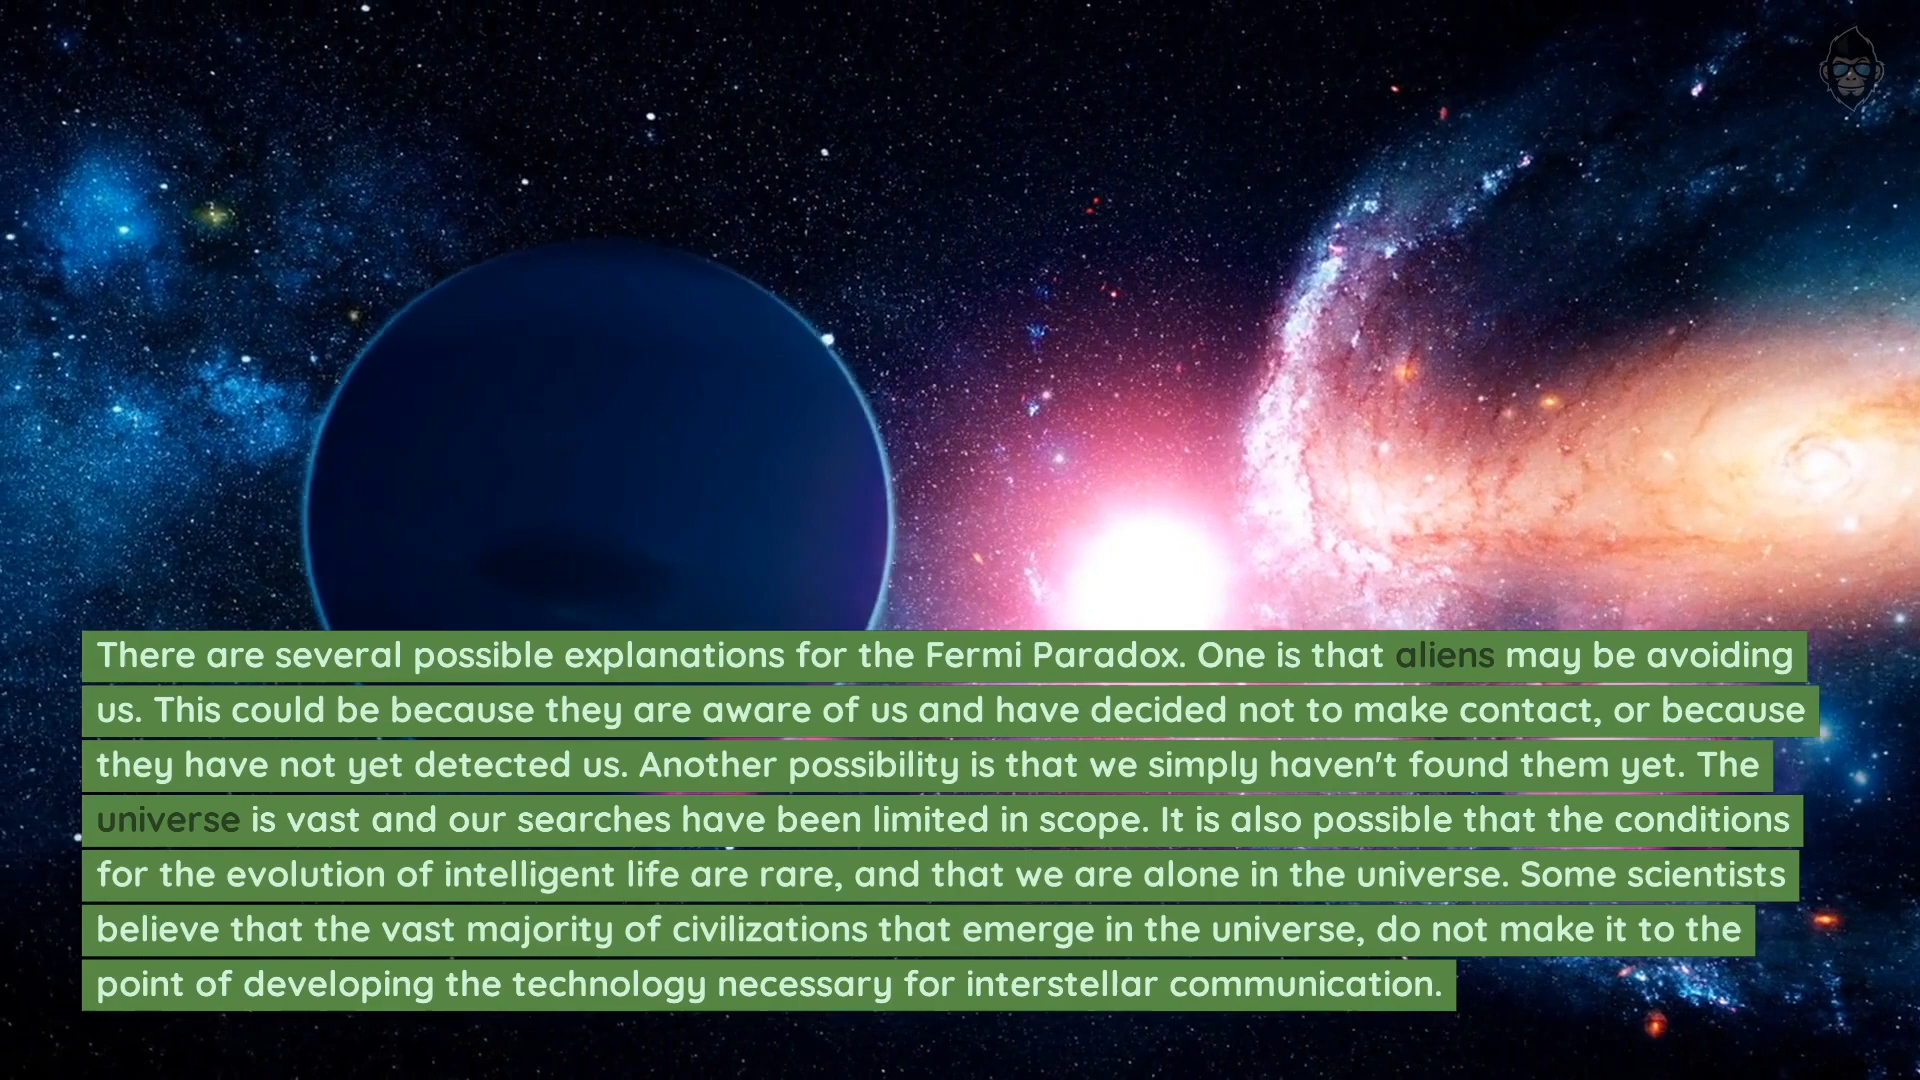 There are several possible explanations for the Fermi Paradox. One is that aliens may be avoiding
us. This could be because they are aware of us and have decided not to make contact, or because
they have not yet detected us. Another possibility is that we simply haven't found them yet. The
universe is vast and our searches have been limited in scope. It is also possible that the conditions
for the evolution of intelligent life are rare, and that we are alone in the universe. Some scientists
believe that the vast majority of civilizations that emerge in the universe, do not make it to the
point of developing the technology necessary for interstellar communication.